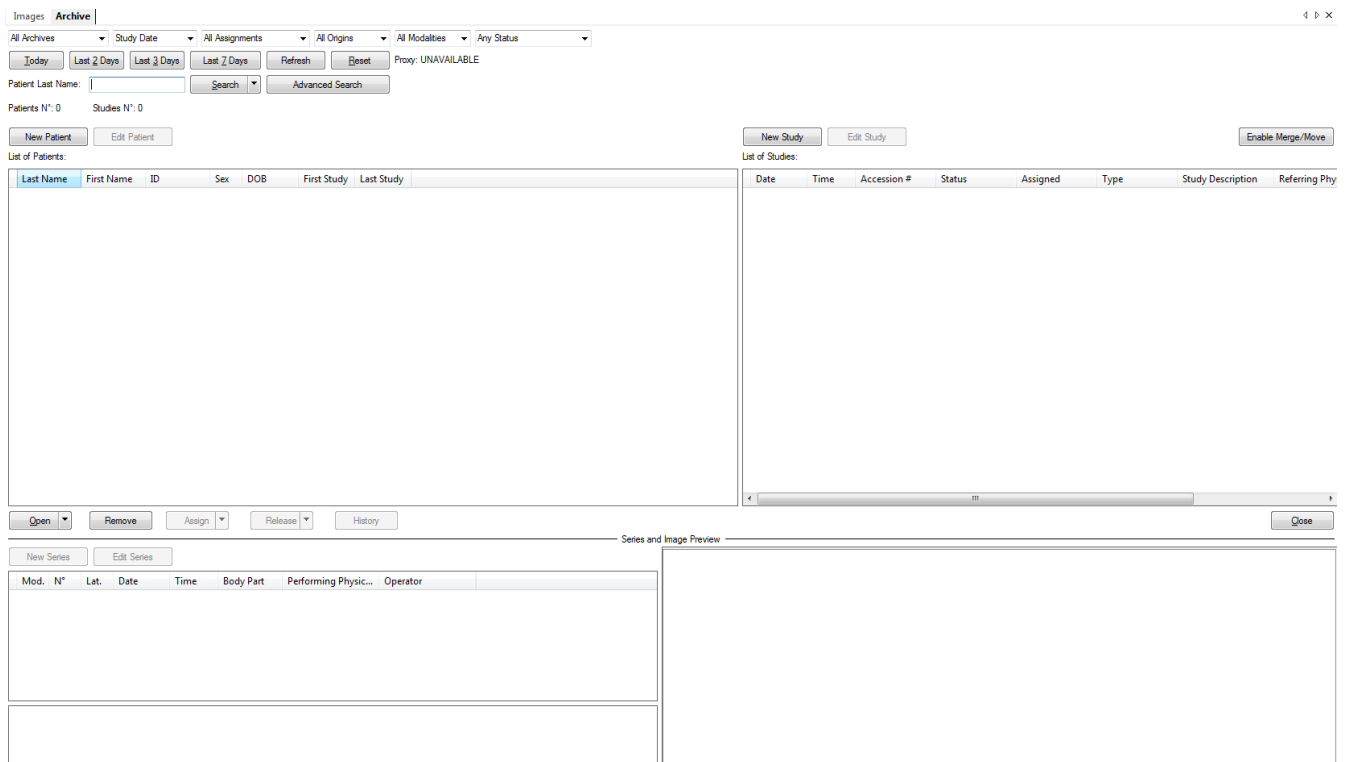 Images Archive
All Archives Study Date All Assignments All Origins All Modalities Any Status
Today Last 2 Days Last 3 Days Last 7 Days Refresh Reset Proxy: UNAVAILABLE
Patient Last Name: Search Advanced Search
Patients N°: 0 Studies N°: 0
New Patient Edit Patient New Study Edit Study Enable Merge/Move
List of Patients: List of Studies:
Last Name First Name ID Sex DOB First Study Last Study Date Time Accession # Status Assigned Type Study Description Referring Phy
Open Remove Assign Release History Close
Series and Image Preview
New Series Edit Series
Mod. N° Lat. Date Time Body Part Performing Physic... Operator